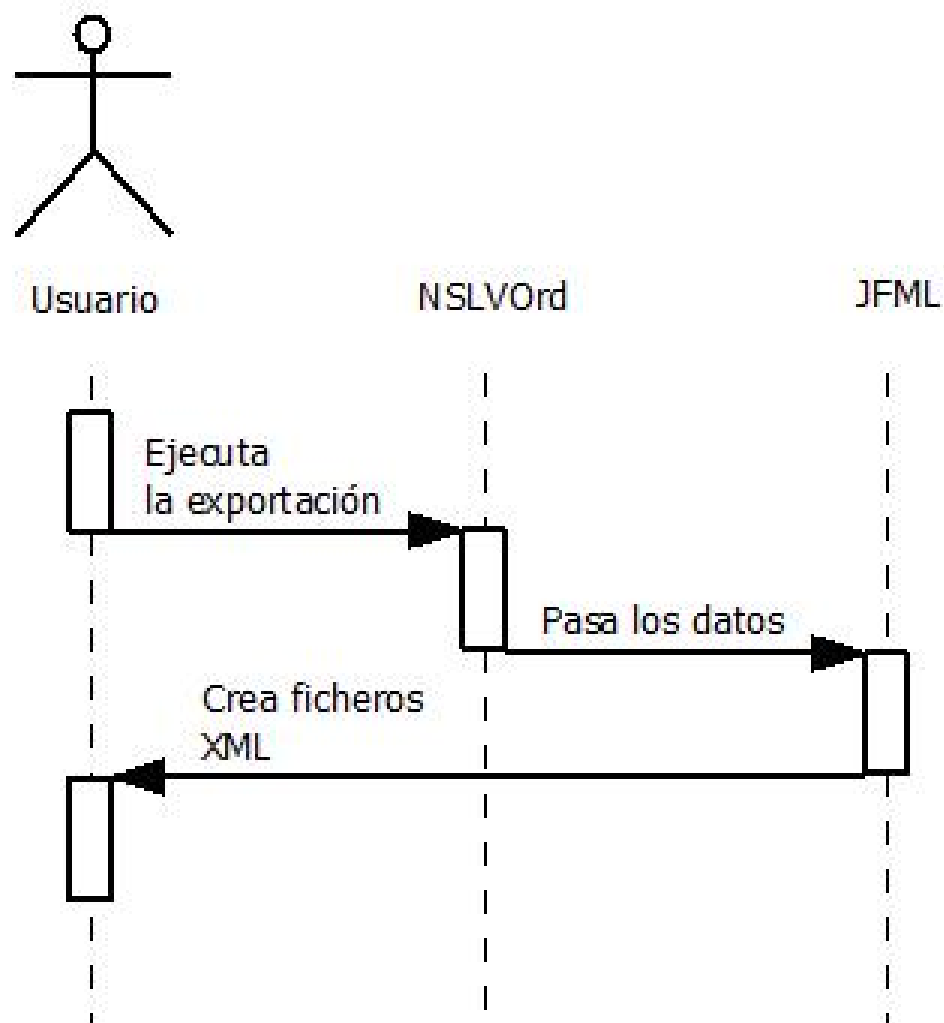 Usuario
NSLVOrd
JFML
Ejecuta
la exportación
Pasa los datos
Crea ficheros
XML